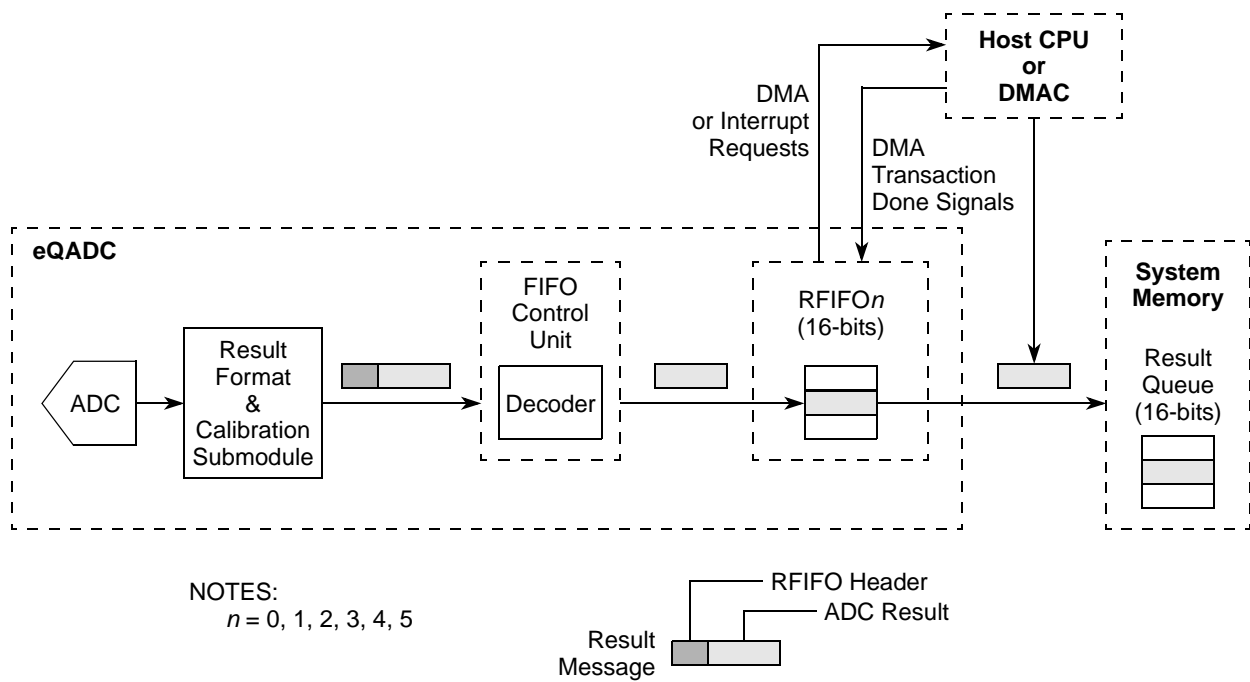 Host CPU
or
DMAC
DMA
or Interrupt
Requests
DMA
Transaction
Done Signals
eQADC
FIFO
Control
Unit
RFIFOn
(16-bits)
System
Memory
Result
Format
&
Calibration
Submodule
ADC
Decoder
Result
Queue
(16-bits)
NOTES:
n = 0, 1, 2, 3, 4, 5
RFIFO Header
ADC Result
Result
Message